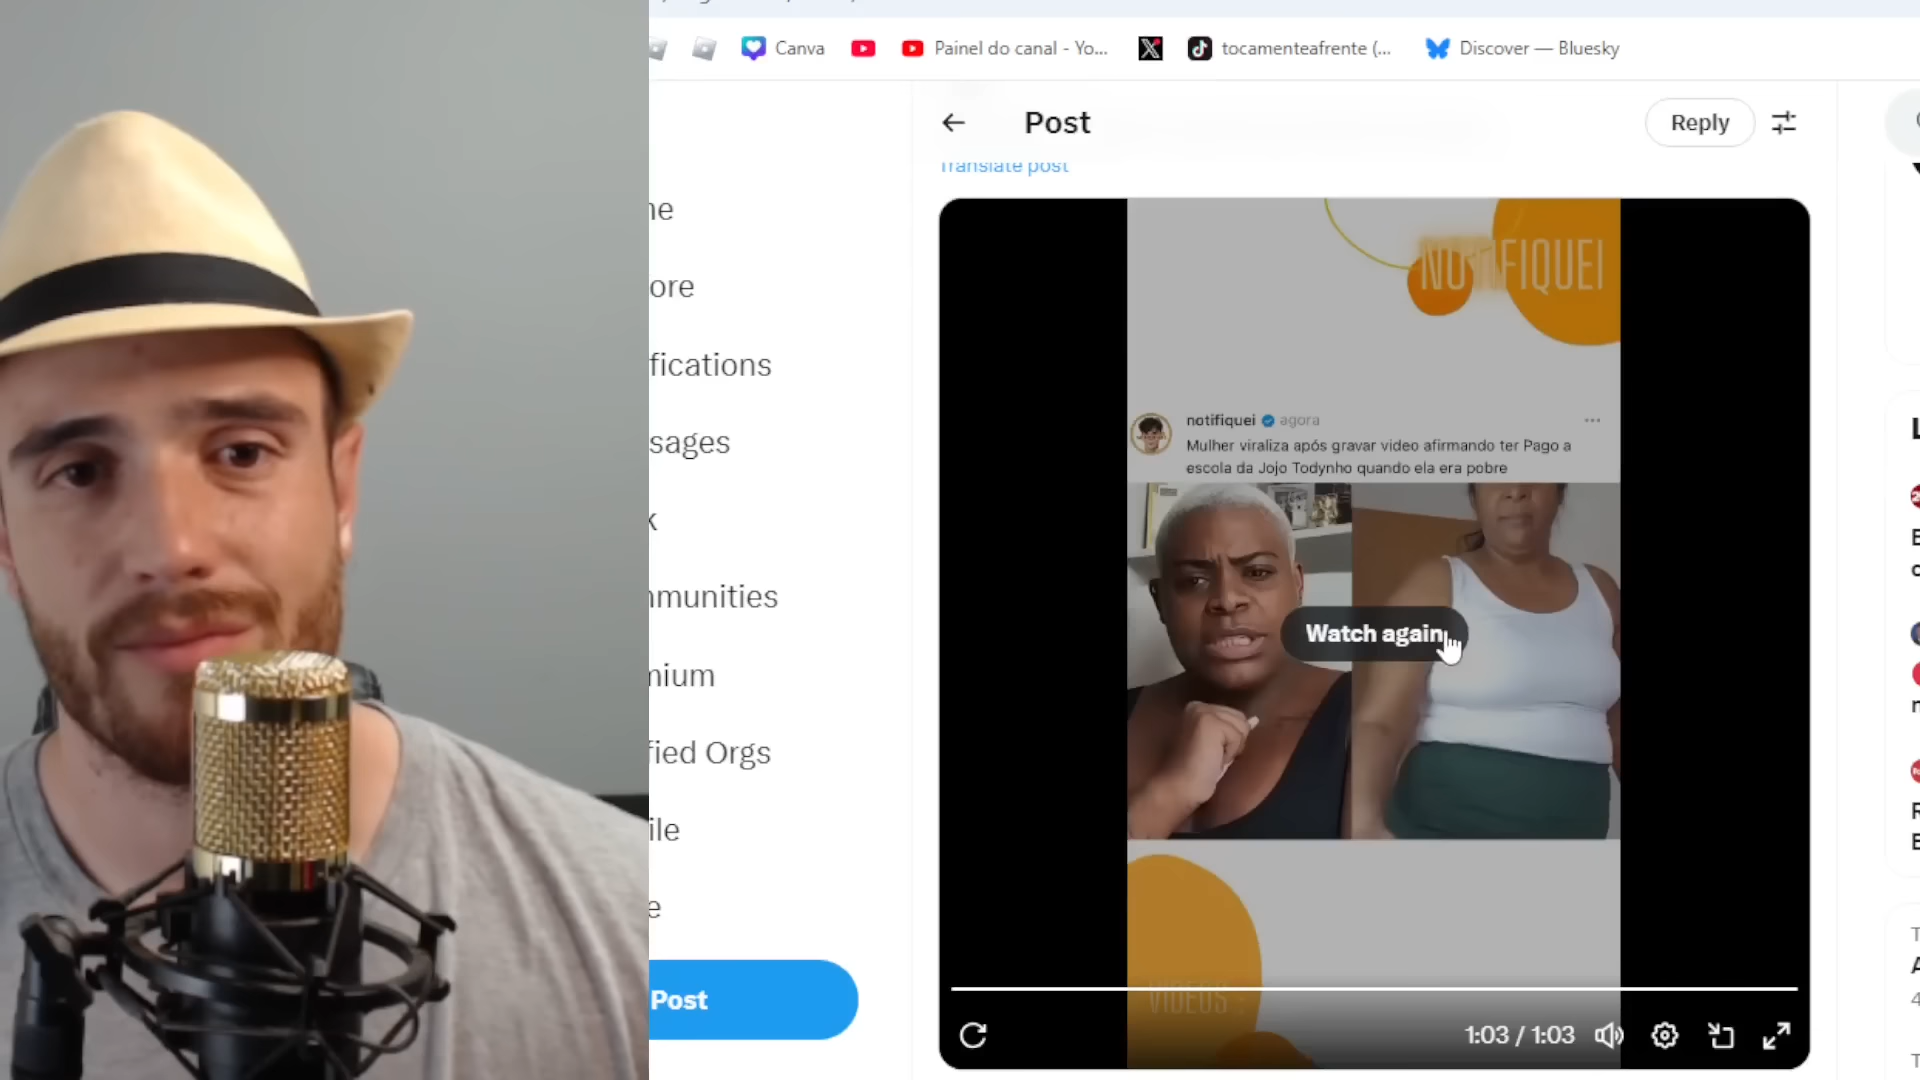 Canva
Painel do canal - Yo...
tocamenteafrente (...
Discover — Bluesky
Post
Reply
Translate post
NOTIFIQUEI
notifiquei agora
Mulher viraliza após gravar video afirmando ter Pago a
escola da Jojo Todynho quando ela era pobre
Watch again
VIDEOS
1:03 / 1:03
ne
ore
fications
sages
k
nmunities
mium
fied Orgs
ile
e
Post